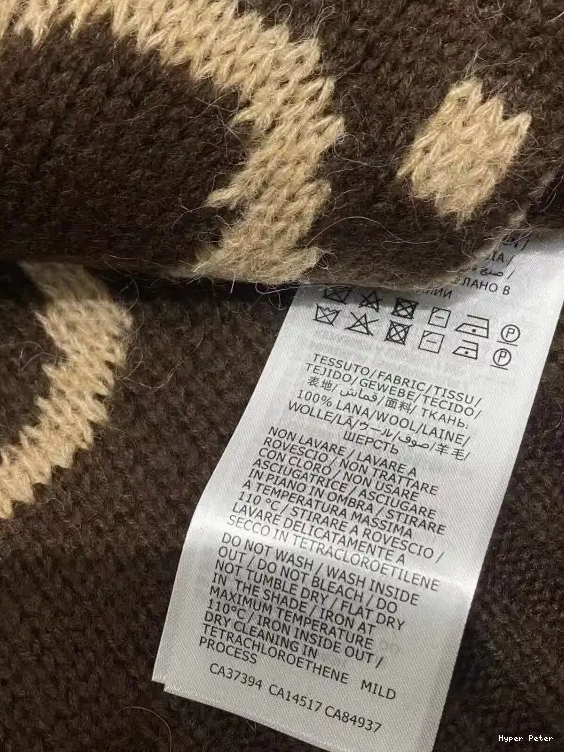 صنع
ЛАНО В
TESSUTO/FABRIC/TISSU/
TEJIDO/GEWEBE/TECIDO/
表地/قماش/面料/ТКАНЬ:
100% LANA/WOOL/LAINE/
WOLLE/LÃ/ウール/صوف/羊毛/
ШЕРСТЬ
NON LAVARE / LAVARE A
ROVESCIO / NON TRATTARE
CON CLORO / NON USARE
ASCIUGATRICE / ASCIUGARE
IN PIANO IN OMBRA / STIRARE
A TEMPERATURA MASSIMA
110 °C / STIRARE A ROVESCIO /
LAVARE DELICATAMENTE A
SECCO IN TETRACLOROETILENE
DO NOT WASH / WASH INSIDE
OUT / DO NOT BLEACH / DO
NOT TUMBLE DRY / FLAT DRY
IN THE SHADE / IRON AT
MAXIMUM TEMPERATURE
110°C / IRON INSIDE OUT /
DRY CLEANING IN
TETRACHLOROETHENE MILD
PROCESS
CA37394 CA14517 CA84937
Hyper Peter